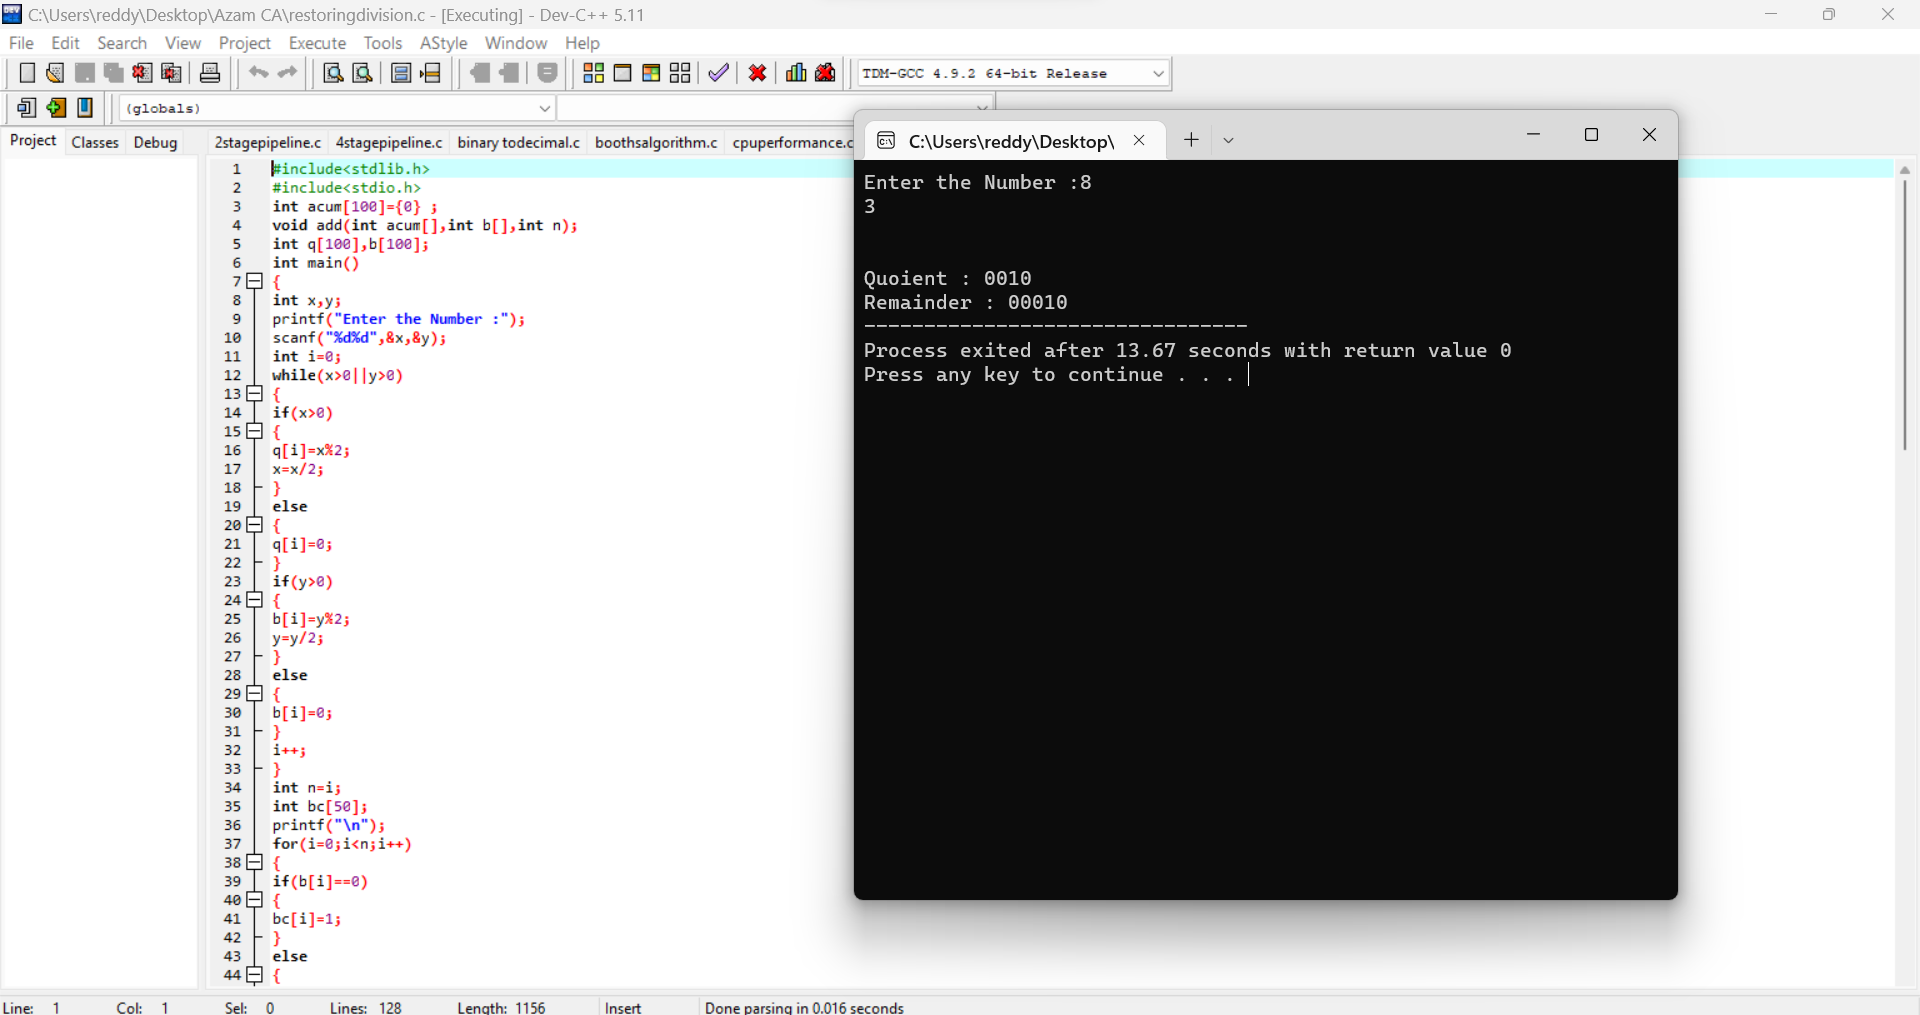 C:\Users\reddy\Desktop\Azam CA\restoringdivision.c - [Executing] - Dev-C++ 5.11
File Edit Search View Project Execute Tools AStyle Window Help
TDM-GCC 4.9.2 64-bit Release
(globals)
Project Classes Debug
2stagepipeline.c 4stagepipeline.c binary todecimal.c boothsalgorithm.c cpuperformance.c
1 #include<stdlib.h>
2 #include<stdio.h>
3 int acum[100]={0} ;
4 void add(int acum[],int b[],int n);
5 int q[100],b[100];
6 int main()
7 {
8 int x,y;
9 printf("Enter the Number :");
10 scanf("%d%d",&x,&y);
11 int i=0;
12 while(x>0||y>0)
13 {
14 if(x>0)
15 {
16 q[i]=x%2;
17 x=x/2;
18 }
19 else
20 {
21 q[i]=0;
22 }
23 if(y>0)
24 {
25 b[i]=y%2;
26 y=y/2;
27 }
28 else
29 {
30 b[i]=0;
31 }
32 i++;
33 }
34 int n=i;
35 int bc[50];
36 printf("\n");
37 for(i=0;i<n;i++)
38 {
39 if(b[i]==0)
40 {
41 bc[i]=1;
42 }
43 else
44 {
C:\Users\reddy\Desktop\
Enter the Number :8
3
Quoient : 0010
Remainder : 00010
--------------------------------
Process exited after 13.67 seconds with return value 0
Press any key to continue . . .
Line: 1 Col: 1 Sel: 0 Lines: 128 Length: 1156 Insert Done parsing in 0.016 seconds